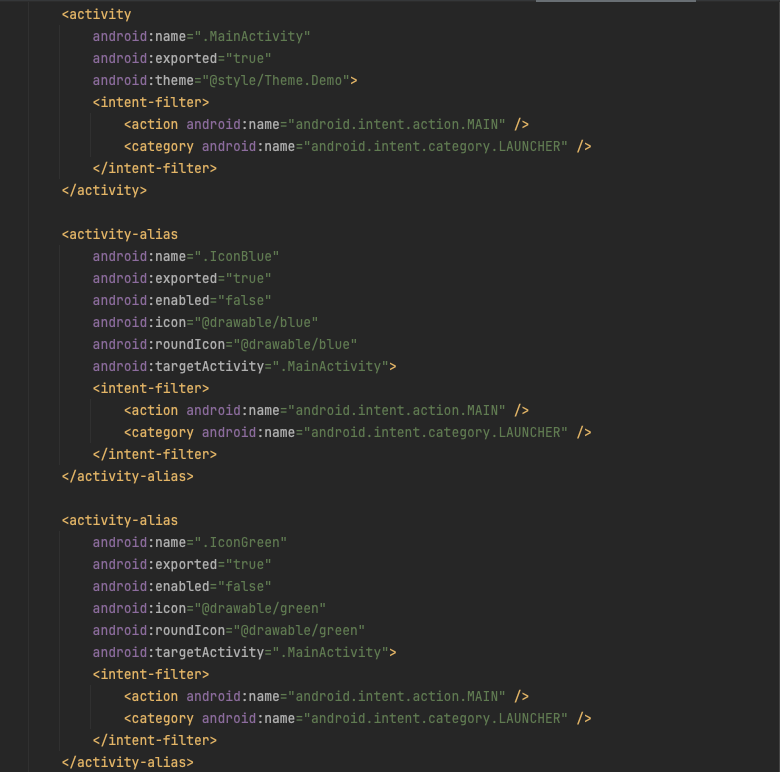 <activity
android:name=".MainActivity"
android:exported="true"
android:theme="@style/Theme.Demo">
<intent-filter>
<action android:name="android.intent.action.MAIN" />
<category android:name="android.intent.category.LAUNCHER" />
</intent-filter>
</activity>
<activity-alias
android:name=".IconBlue"
android:exported="true"
android:enabled="false"
android:icon="@drawable/blue"
android:roundIcon="@drawable/blue"
android:targetActivity=".MainActivity">
<intent-filter>
<action android:name="android.intent.action.MAIN" />
<category android:name="android.intent.category.LAUNCHER" />
</intent-filter>
</activity-alias>
<activity-alias
android:name=".IconGreen"
android:exported="true"
android:enabled="false"
android:icon="@drawable/green"
android:roundIcon="@drawable/green"
android:targetActivity=".MainActivity">
<intent-filter>
<action android:name="android.intent.action.MAIN" />
<category android:name="android.intent.category.LAUNCHER" />
</intent-filter>
</activity-alias>